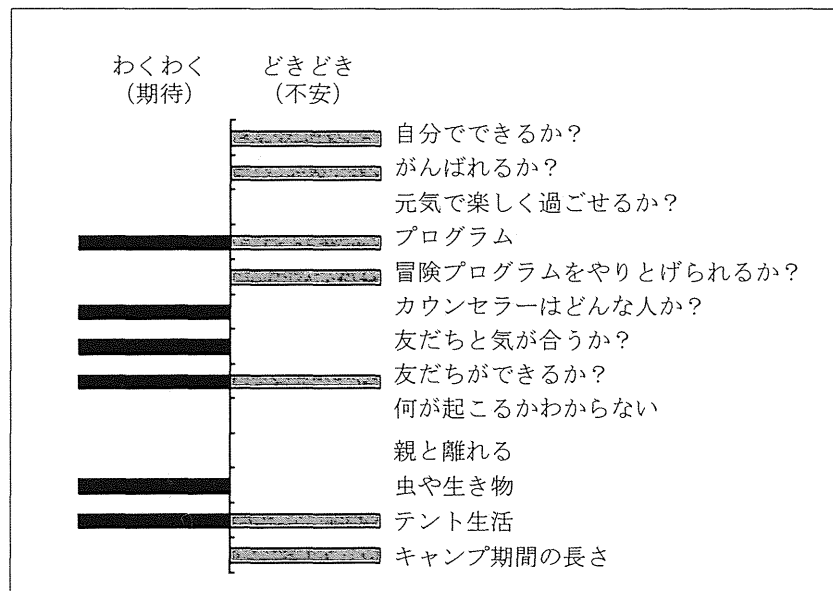 わくわく どきどき
(期待) (不安)
自分でできるか？
がんばれるか？
元気で楽しく過ごせるか？
プログラム
冒険プログラムをやりとげられるか？
カウンセラーはどんな人か？
友だちと気が合うか？
友だちができるか？
何が起こるかわからない
親と離れる
虫や生き物
テント生活
キャンプ期間の長さ